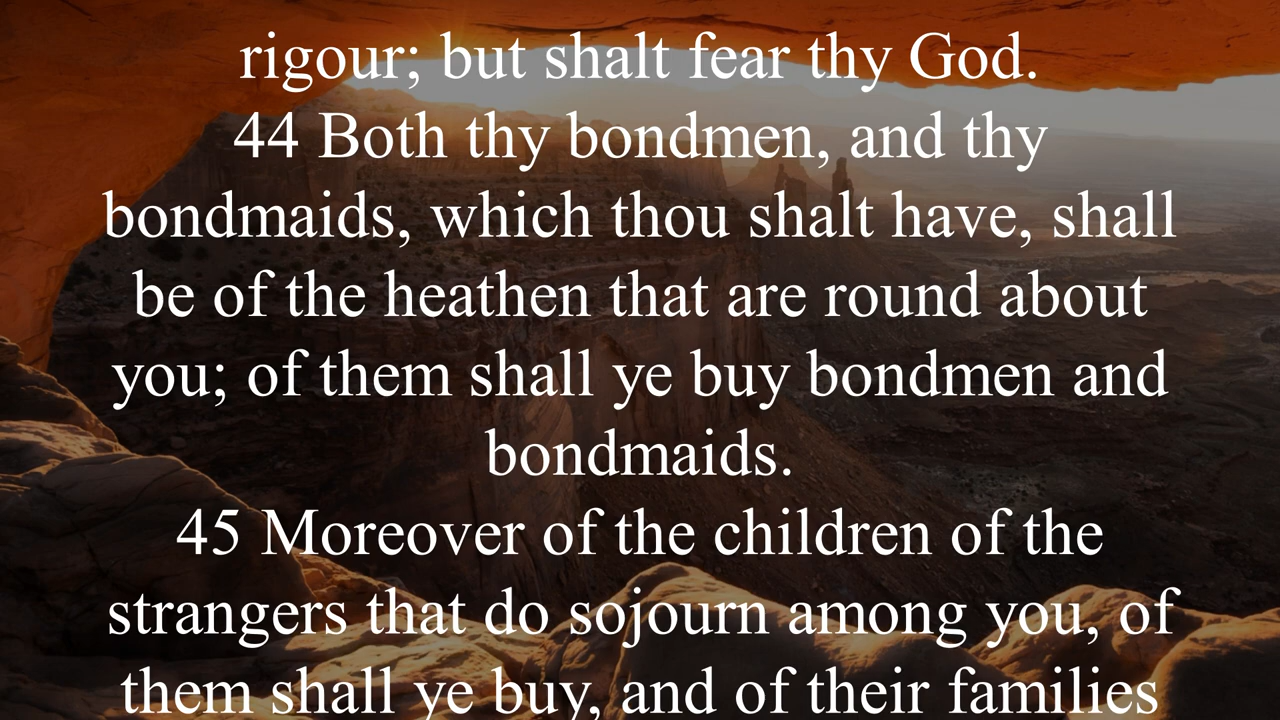 rigour; but shalt fear thy God.
44 Both thy bondmen, and thy
bondmaids, which thou shalt have, shall
be of the heathen that are round about
you; of them shall ye buy bondmen and
bondmaids.
45 Moreover of the children of the
strangers that do sojourn among you, of
them shall ye buy, and of their families